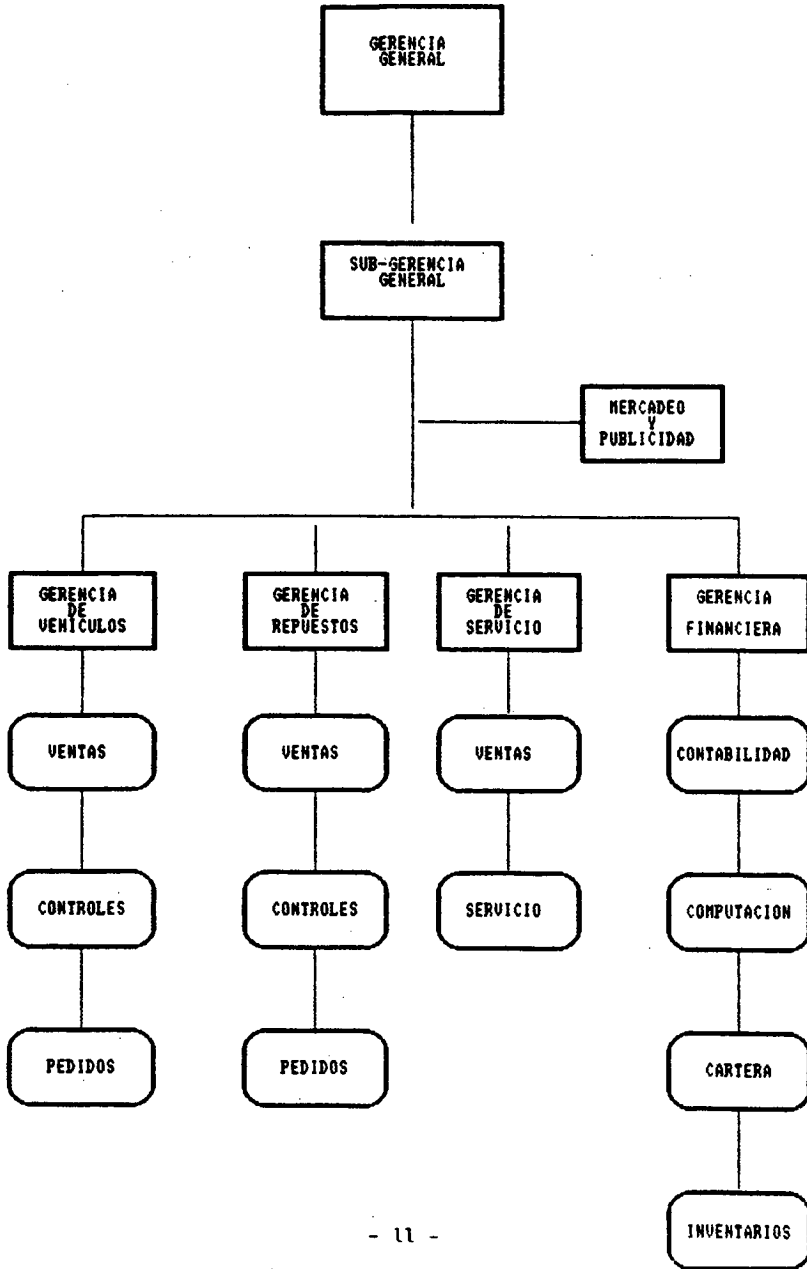 GERENCIA
GENERAL
SUB-GERENCIA
GENERAL
MERCADEO
Y
PUBLICIDAD
GERENCIA
DE
VEHICULOS
GERENCIA
DE
REPUESTOS
GERENCIA
DE
SERVICIO
GERENCIA
FINANCIERA
VENTAS
VENTAS
VENTAS
CONTABILIDAD
CONTROLES
CONTROLES
SERVICIO
COMPUTACION
PEDIDOS
PEDIDOS
CARTERA
INVENTARIOS
- 11 -